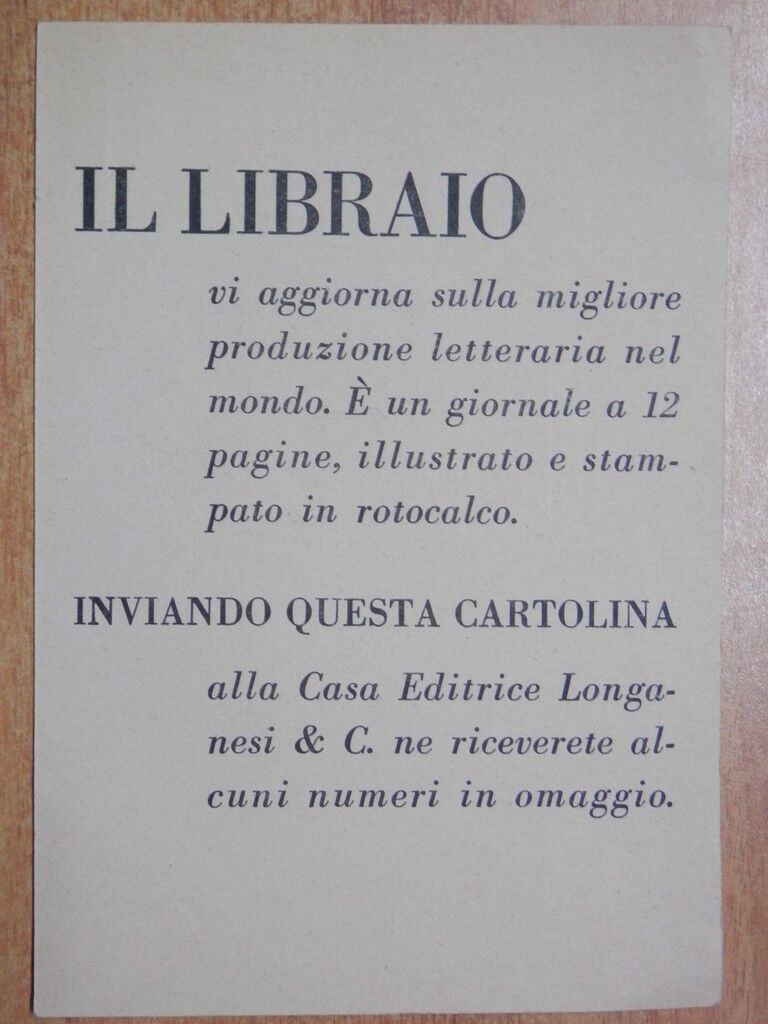 IL LIBRAIO
vi aggiorna sulla migliore
produzione letteraria nel
mondo. È un giornale a 12
pagine, illustrato e stam-
pato in rotocalco.
INVIANDO QUESTA CARTOLINA
alla Casa Editrice Longa-
nesi & C. ne riceverete al-
cuni numeri in omaggio.